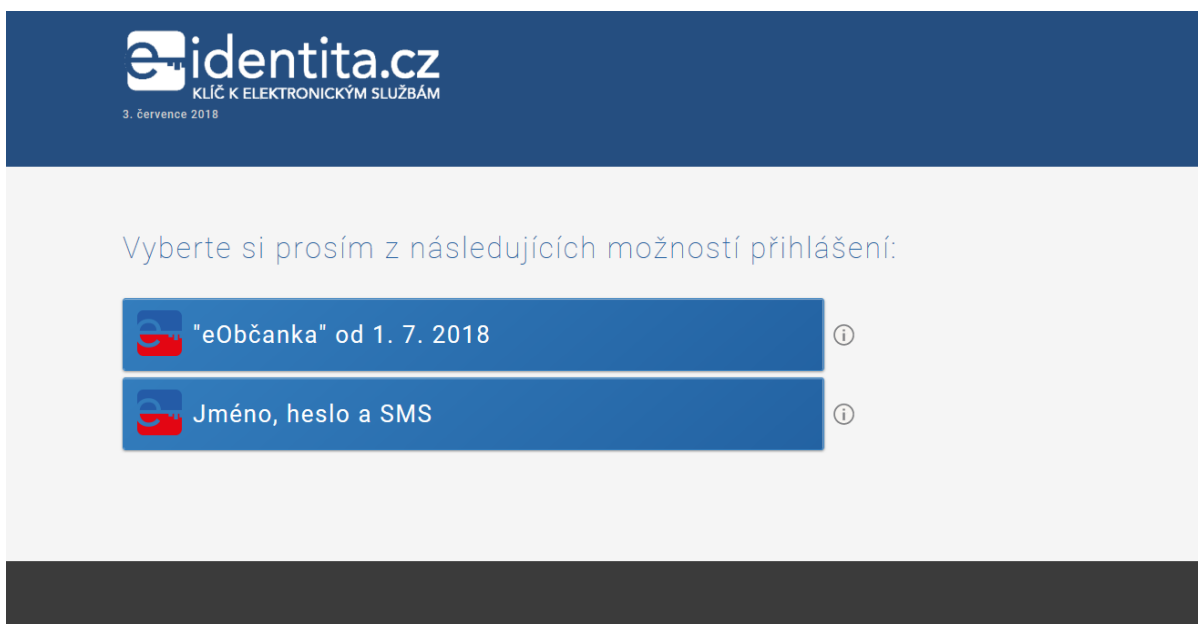 e-identita.cz
KLÍČ K ELEKTRONICKÝM SLUŽBÁM
3. července 2018
Vyberte si prosím z následujících možností přihlášení:
"eObčanka" od 1. 7. 2018
Jméno, heslo a SMS